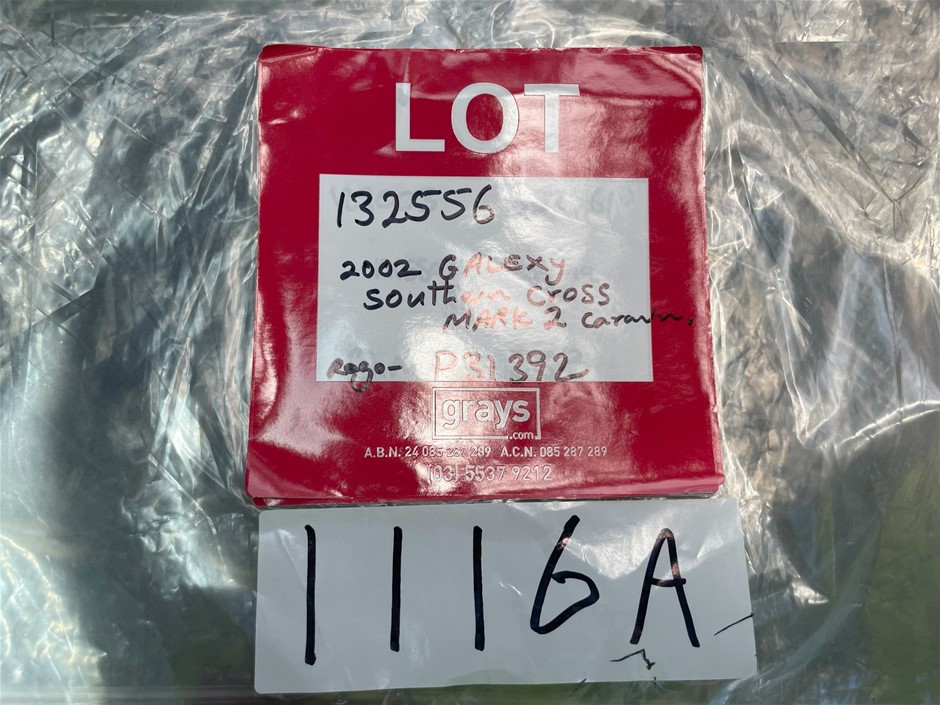 LOT
132556
2002 GALEXY
Southern Cross
MARK 2 Caravan.
Rego- P31392
grays
.com
A.B.N. 24 085 287 289 A.C.N. 085 287 289
(03) 5537 9212
1116A